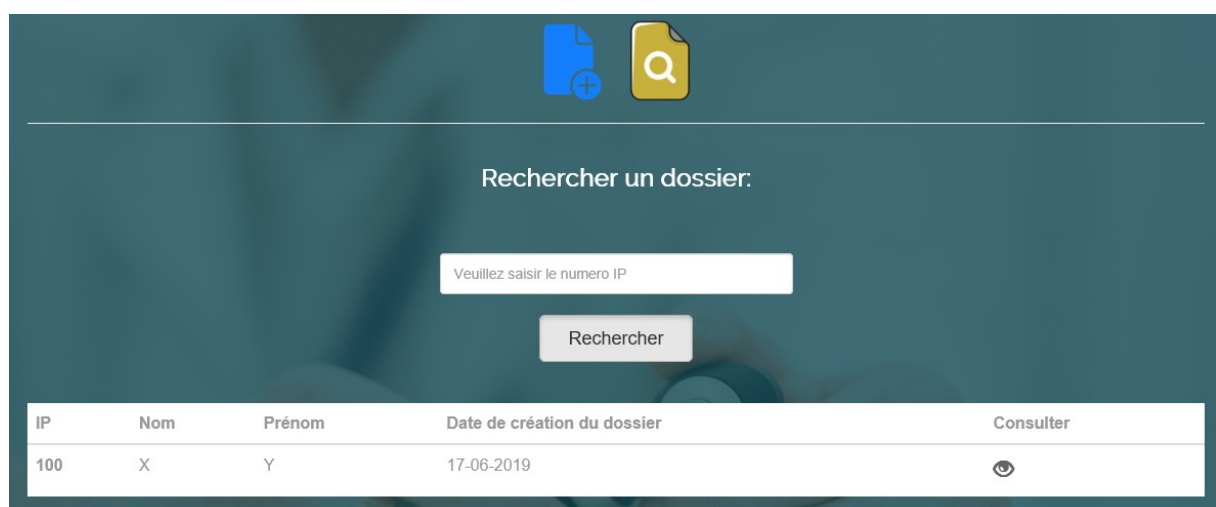 Rechercher un dossier:
Veuillez saisir le numero IP
Rechercher
IP Nom Prénom Date de création du dossier Consulter
100 X Y 17-06-2019